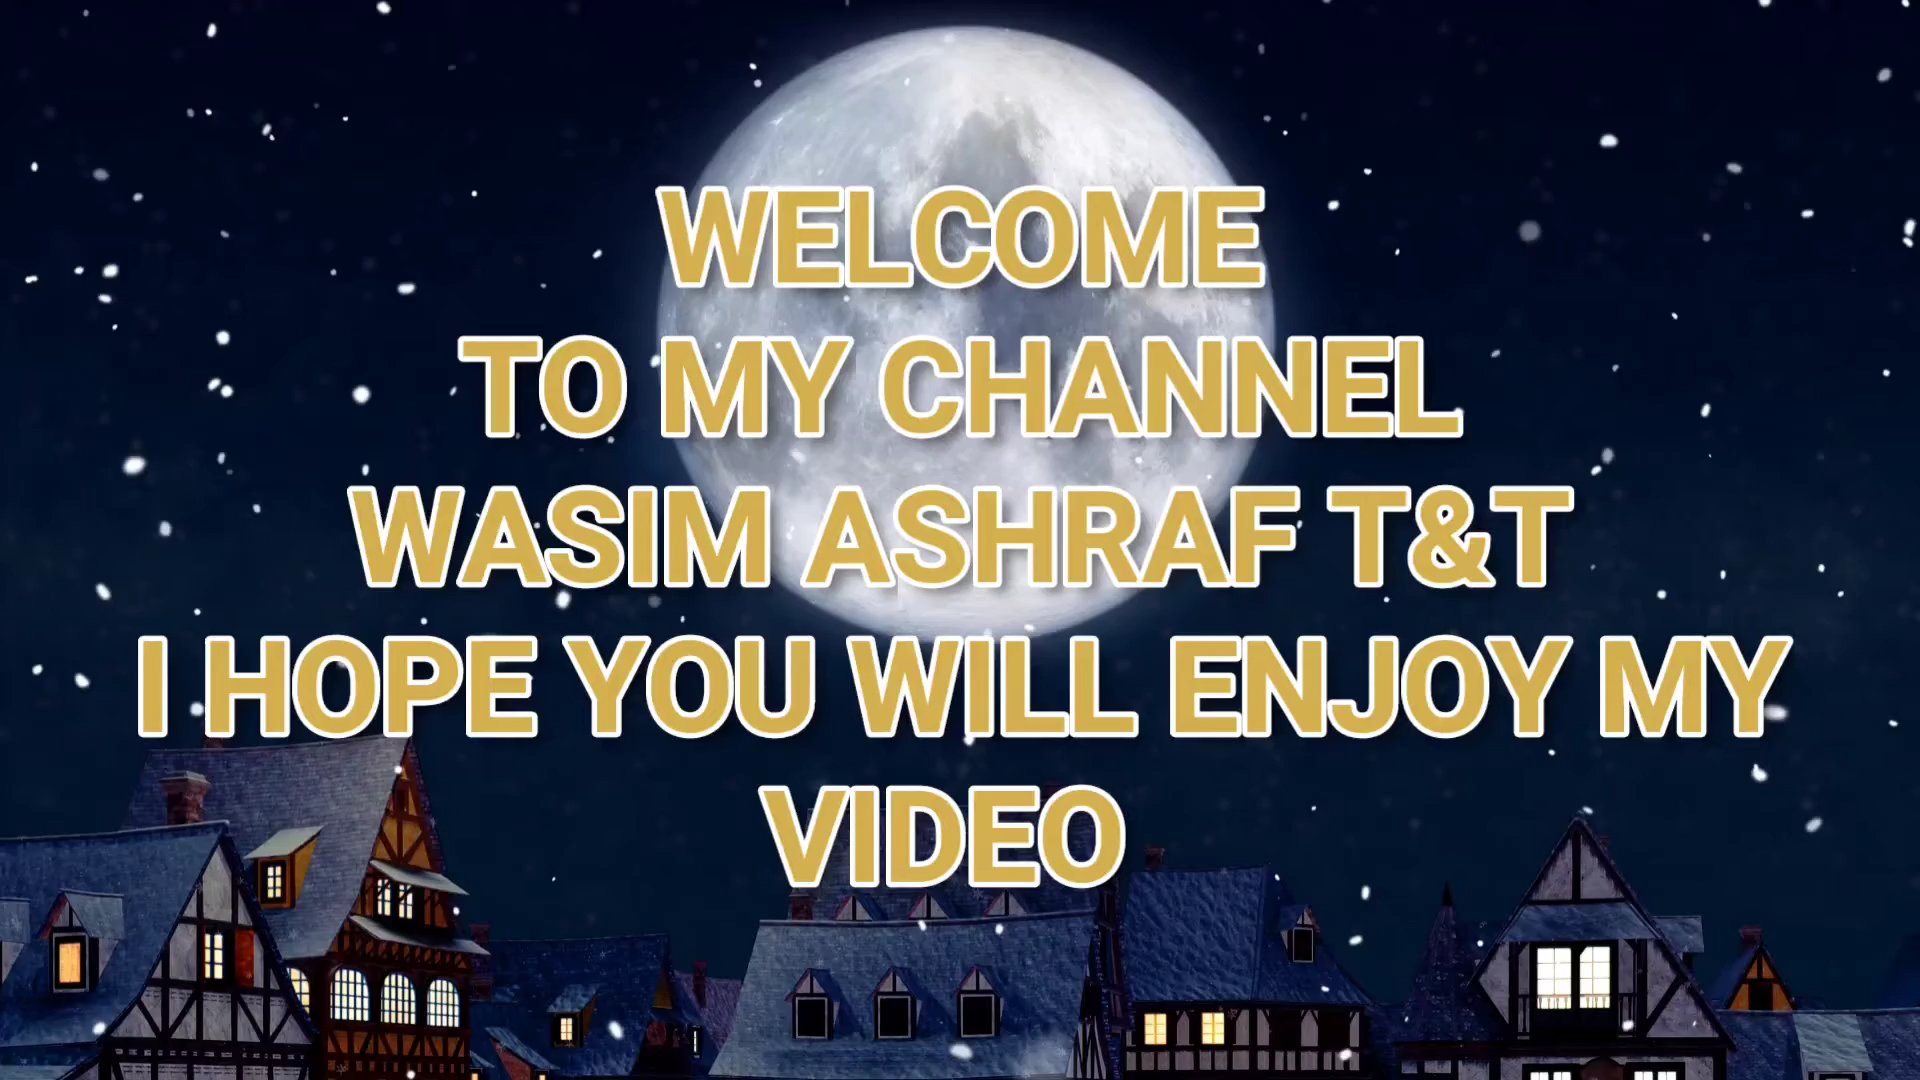 WELCOME
TO MY CHANNEL
WASIM ASHRAF T&T
I HOPE YOU WILL ENJOY MY
VIDEO